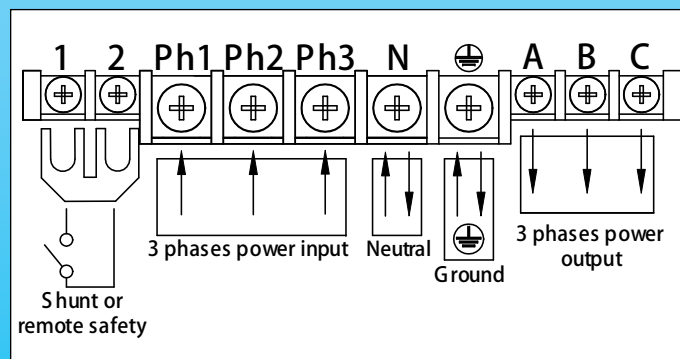 1 2 Ph1 Ph2 Ph3 N A B C
3 phases power input
Neutral
Ground
3 phases power
output
Shunt or
remote safety